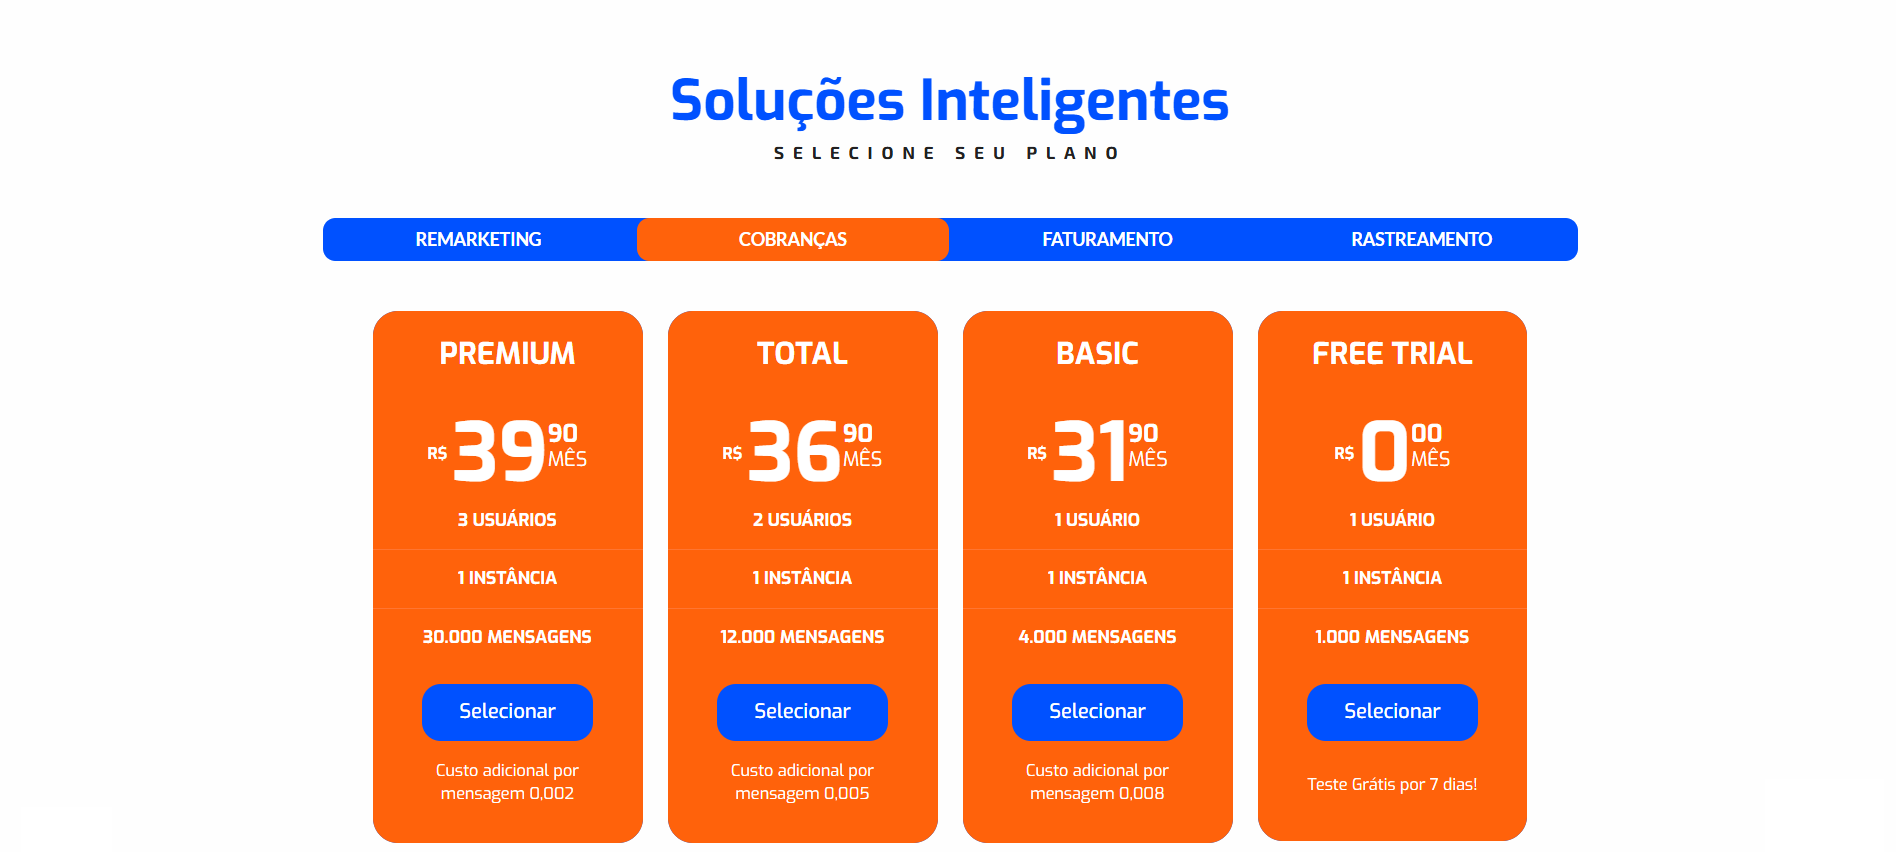 Soluções Inteligentes
SELECIONE SEU PLANO
REMARKETING
COBRANÇAS
FATURAMENTO
RASTREAMENTO
PREMIUM
R$ 39 90 MÊS
3 USUÁRIOS
1 INSTÂNCIA
30.000 MENSAGENS
Selecionar
Custo adicional por
mensagem 0,002
TOTAL
R$ 36 90 MÊS
2 USUÁRIOS
1 INSTÂNCIA
12.000 MENSAGENS
Selecionar
Custo adicional por
mensagem 0,005
BASIC
R$ 31 90 MÊS
1 USUÁRIO
1 INSTÂNCIA
4.000 MENSAGENS
Selecionar
Custo adicional por
mensagem 0,008
FREE TRIAL
R$ 0 00 MÊS
1 USUÁRIO
1 INSTÂNCIA
1.000 MENSAGENS
Selecionar
Teste Grátis por 7 dias!